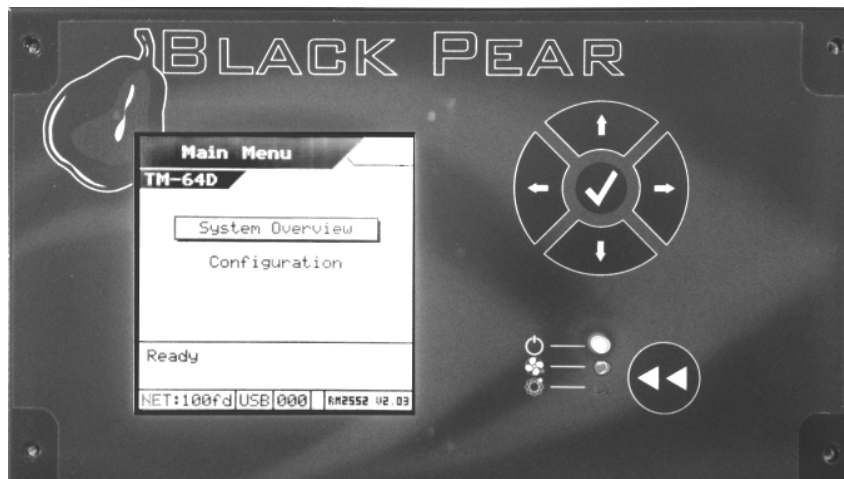 BLACK PEAR
Main Menu
TM-64D
System Overview
Configuration
Ready
NET:100fd USB 000 RM2552 V2.03